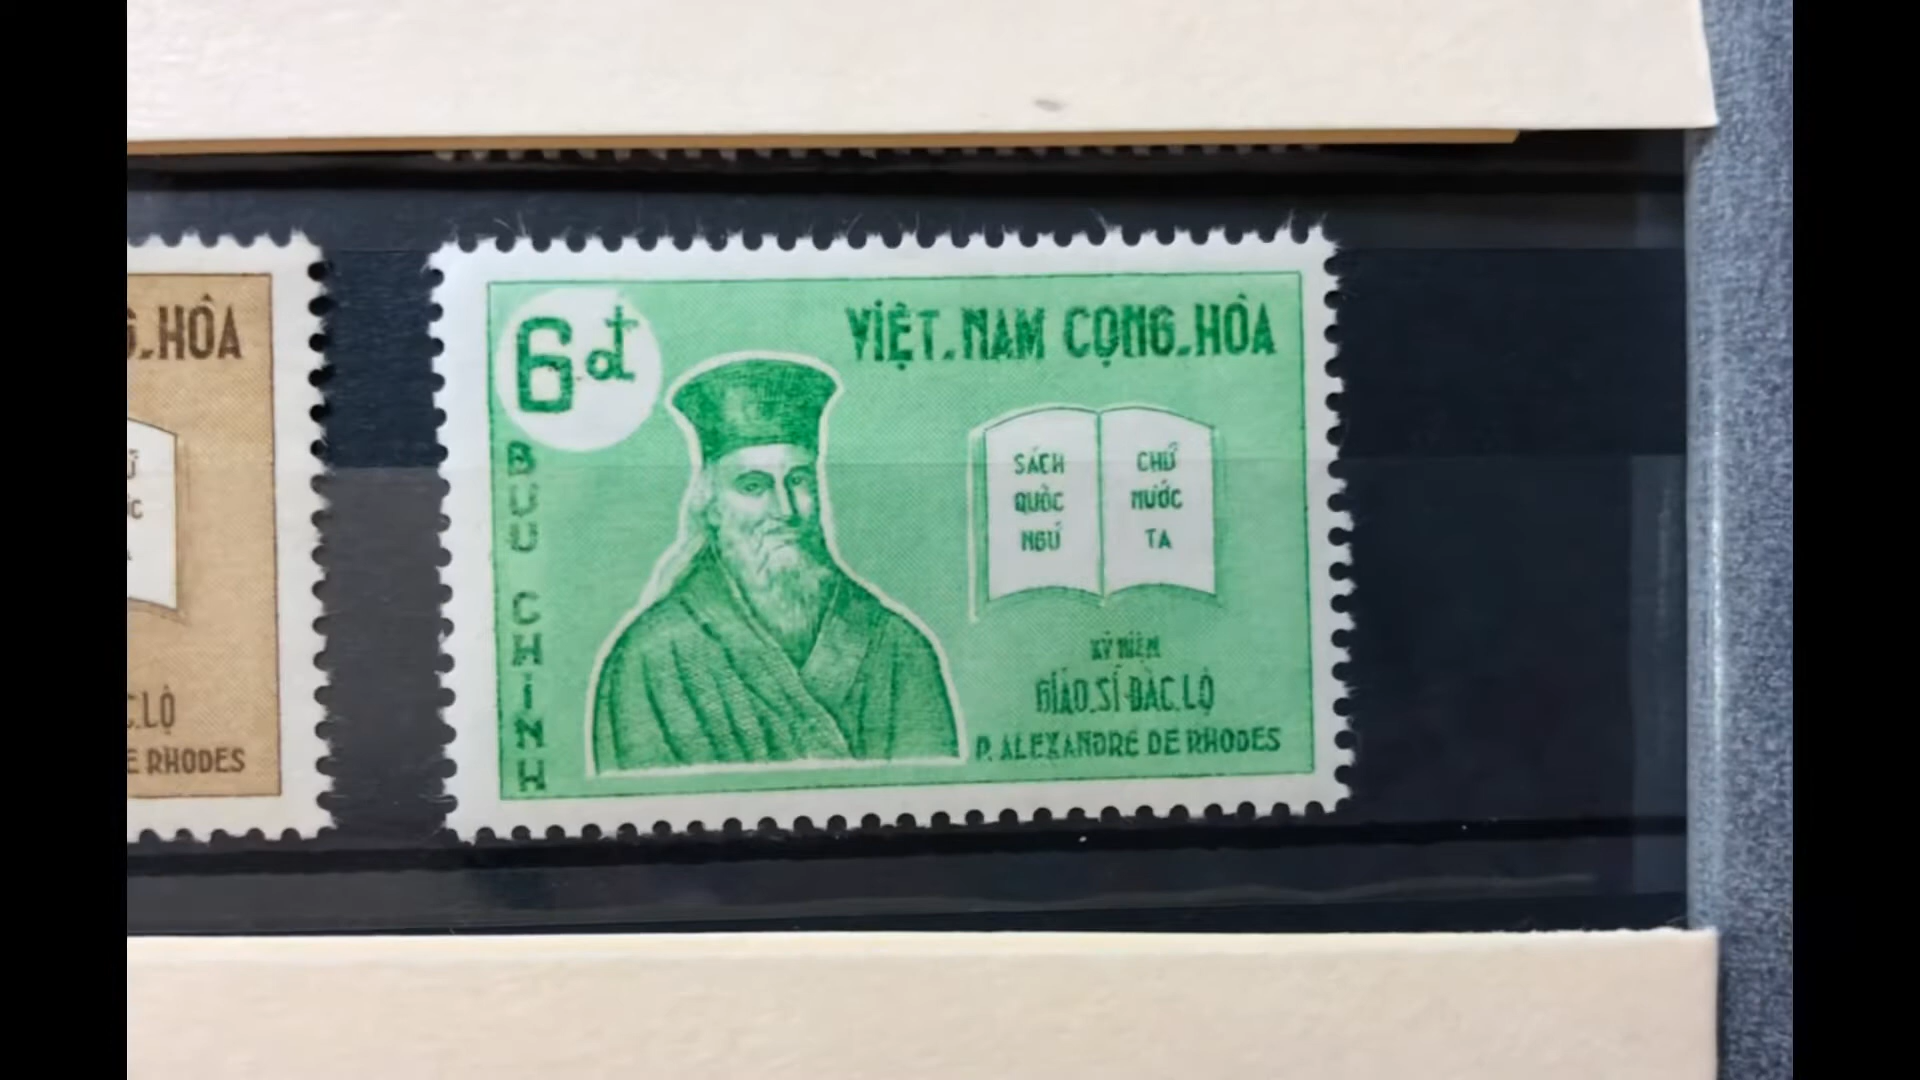 G.HÒA
C.LỘ
E RHODES
6đ
BƯU CHÍNH
VIỆT.NAM CỘNG.HÒA
SÁCH
QUỐC
NGỮ
CHỮ
NƯỚC
TA
KỶ NIỆM
GIÁO.SĨ ĐẮC.LỘ
P. ALEXANDRE DE RHODES